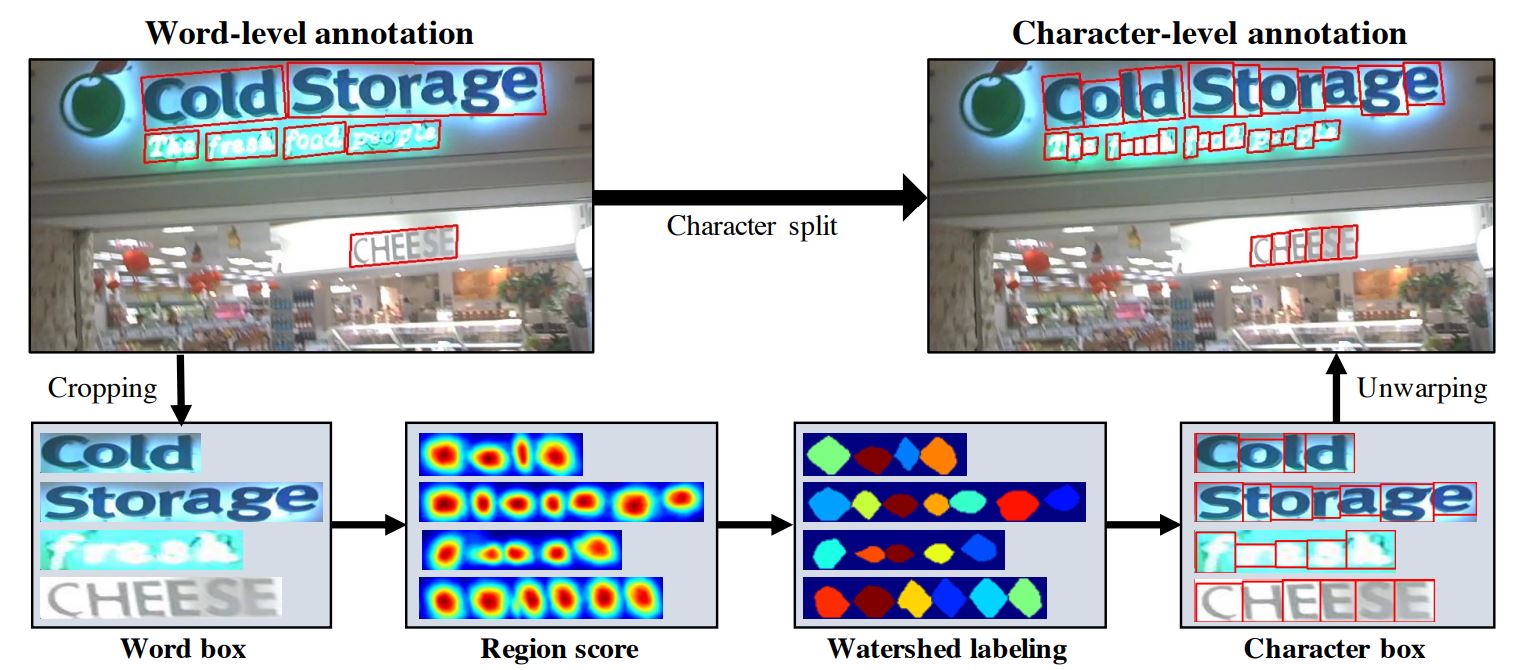 Word-level annotation
Character-level annotation
Cold Storage
The fresh food people
CHEESE
Character split
Cold Storage
The fresh food people
CHEESE
Cropping
Unwarping
Cold
Storage
fresh
CHEESE
Cold
Storage
fresh
CHEESE
Word box
Region score
Watershed labeling
Character box